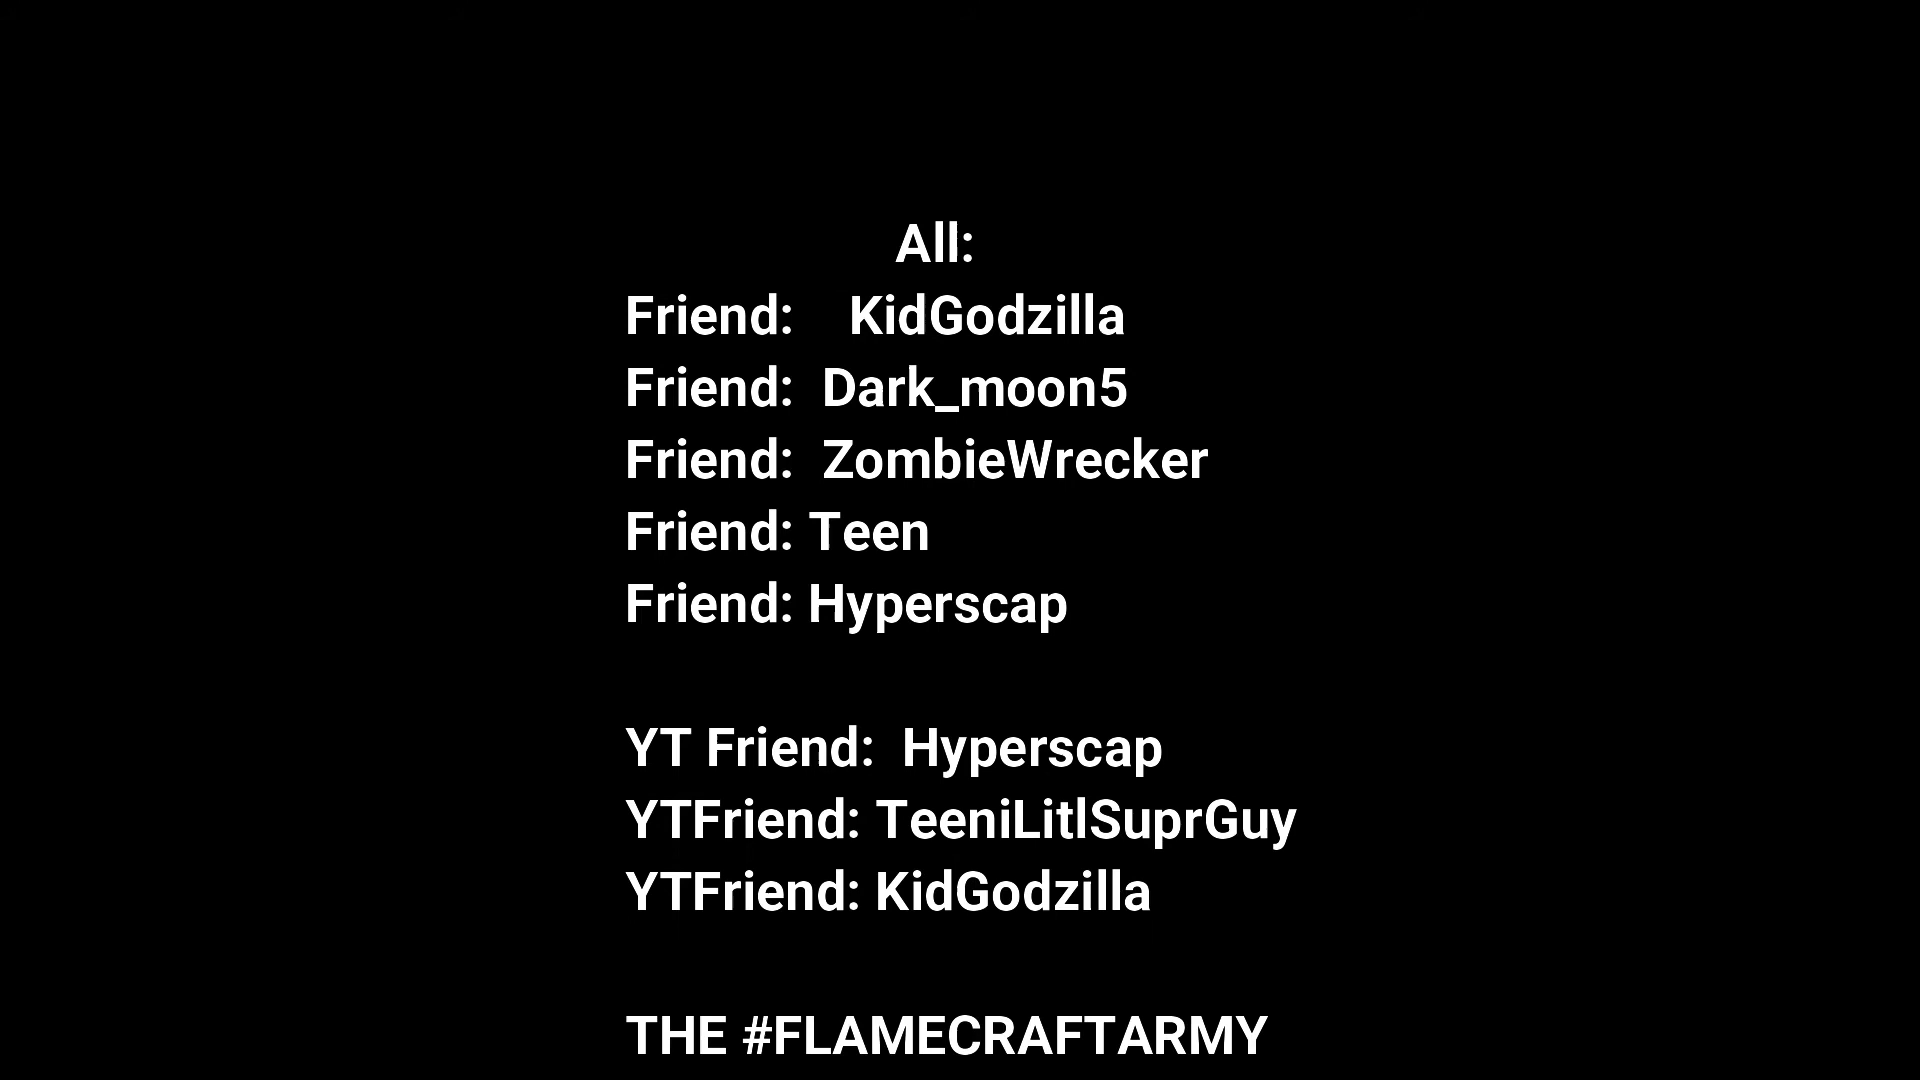 All:
Friend: KidGodzilla
Friend: Dark_moon5
Friend: ZombieWrecker
Friend: Teen
Friend: Hyperscap
YT Friend: Hyperscap
YTFriend: TeeniLitlSuprGuy
YTFriend: KidGodzilla
THE #FLAMECRAFTARMY